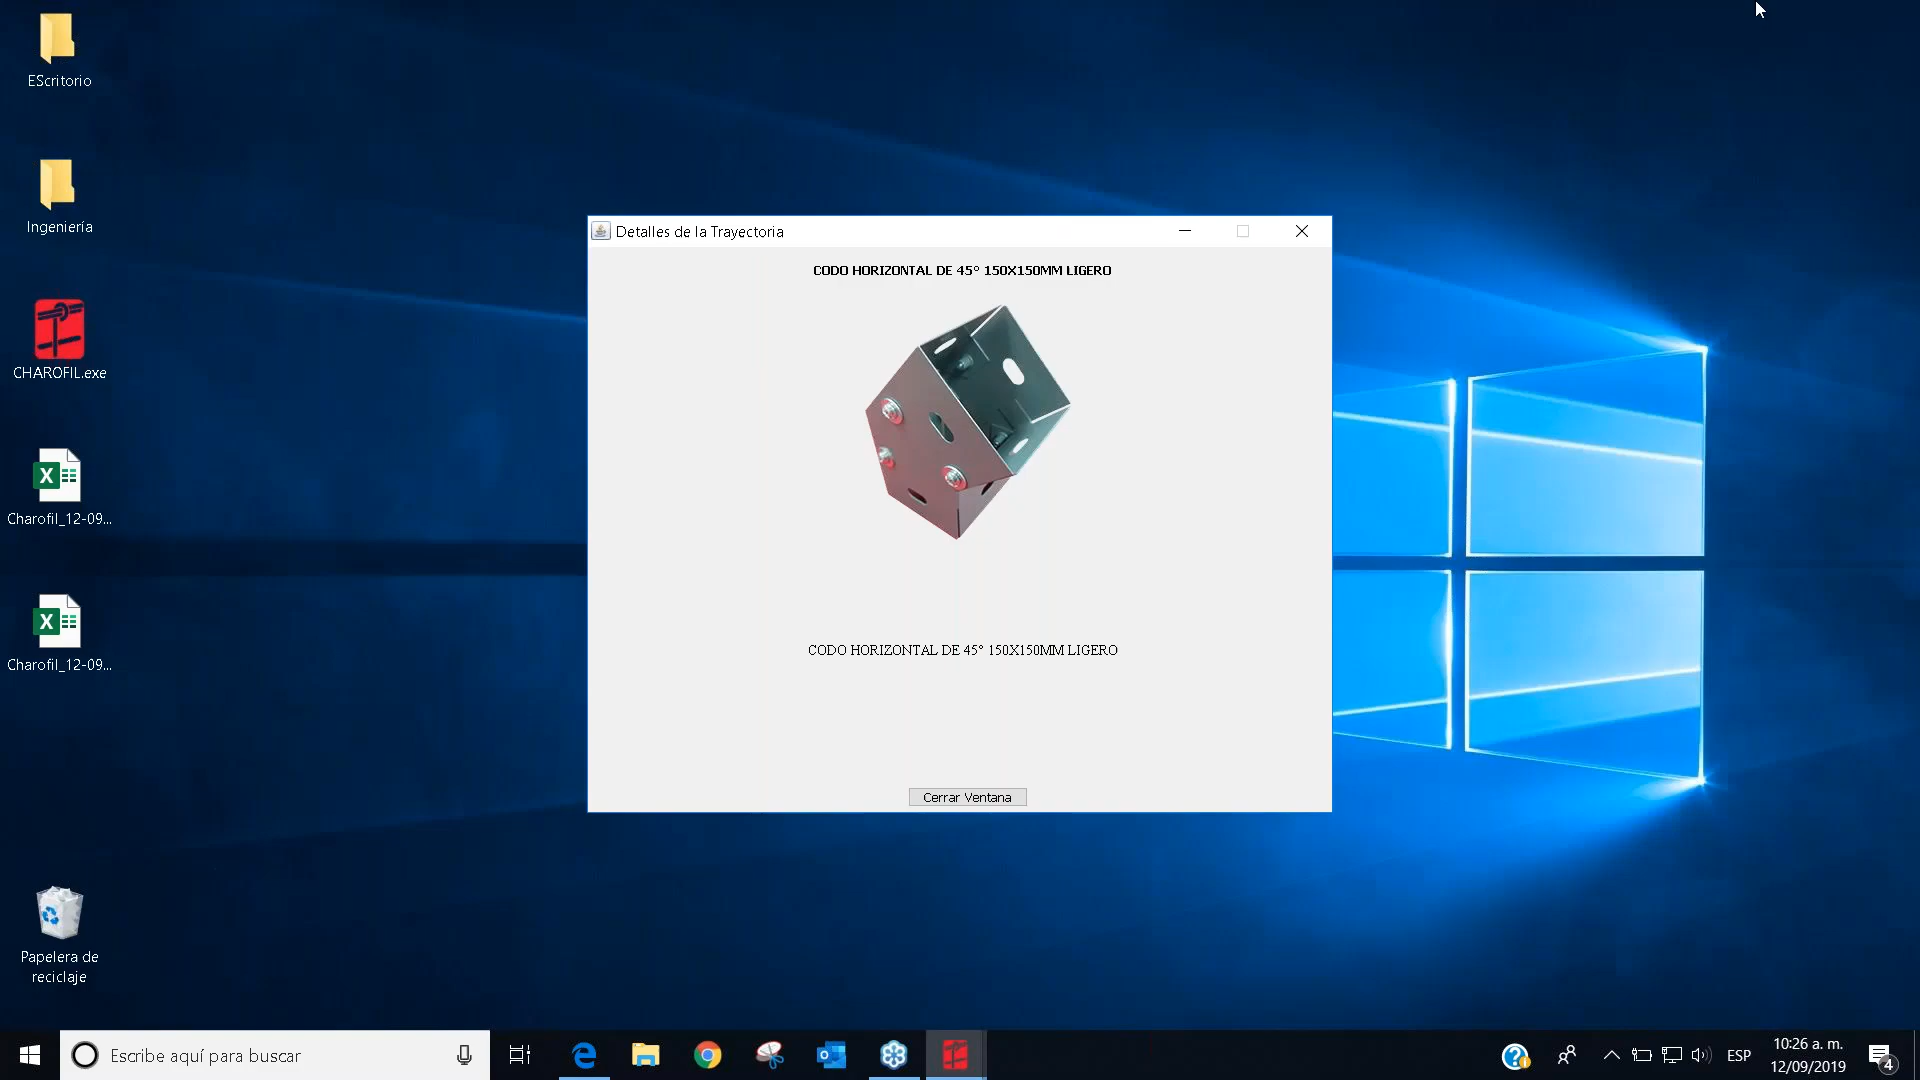 EScritorio
Ingeniería
CHAROFIL.exe
Charofil_12-09...
Charofil_12-09...
Papelera de
reciclaje
Detalles de la Trayectoria
CODO HORIZONTAL DE 45° 150X150MM LIGERO
CODO HORIZONTAL DE 45° 150X150MM LIGERO
Cerrar Ventana
Escribe aquí para buscar
ESP
10:26 a. m.
12/09/2019
4